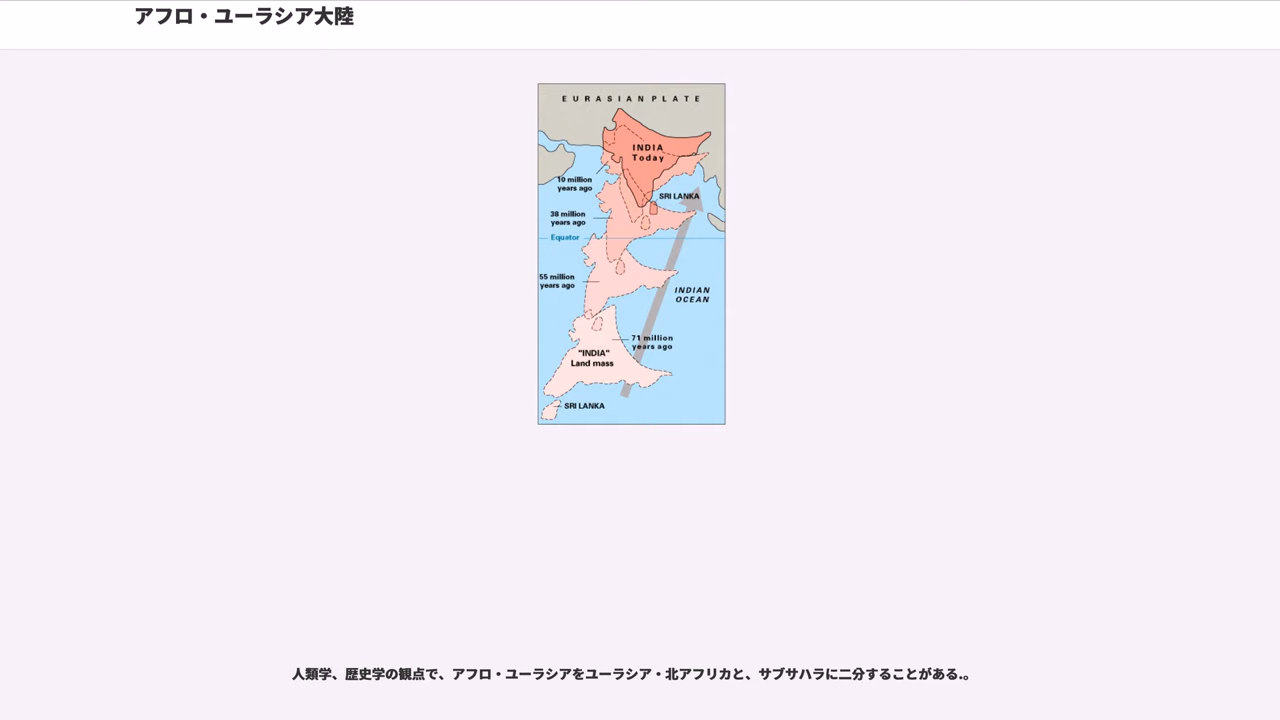 アフロ・ユーラシア大陸
EURASIAN PLATE
INDIA
Today
10 million
years ago
SRI LANKA
38 million
years ago
Equator
55 million
years ago
INDIAN
OCEAN
71 million
years ago
"INDIA"
Land mass
SRI LANKA
人類学、歴史学の観点で、アフロ・ユーラシアをユーラシア・北アフリカと、サブサハラに二分することがある.。